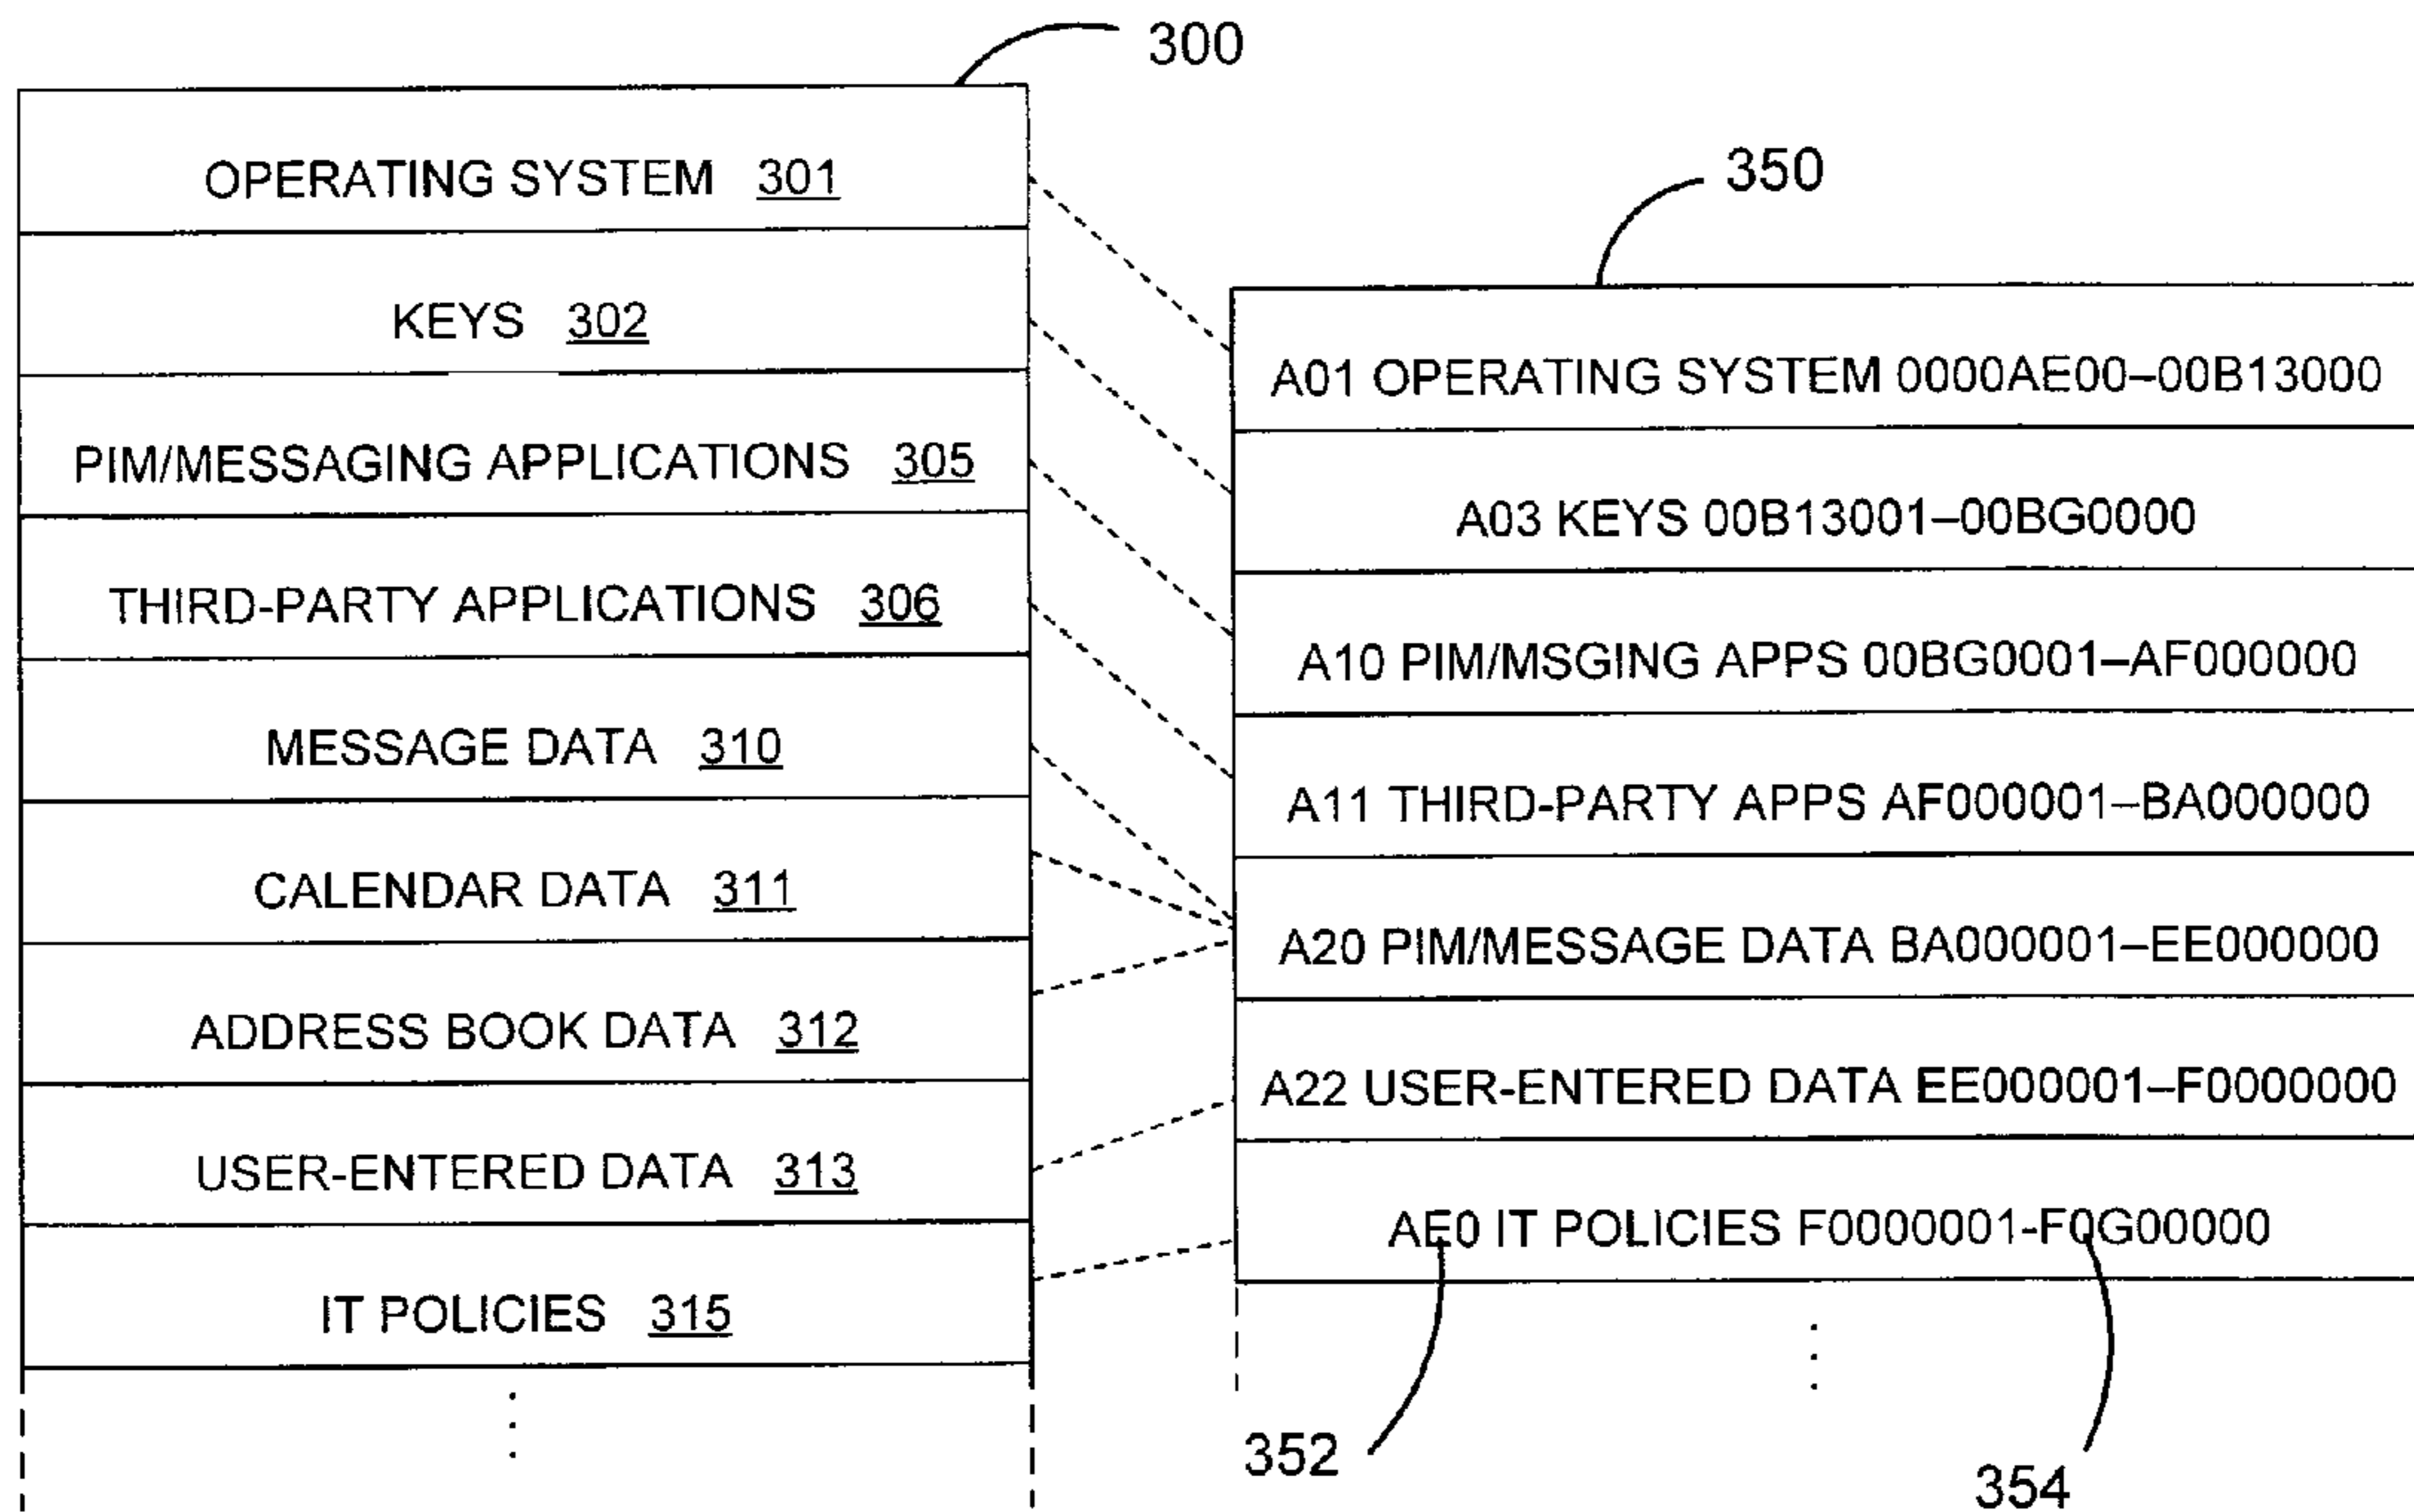 300
OPERATING SYSTEM 301
KEYS 302
PIM/MESSAGING APPLICATIONS 305
THIRD-PARTY APPLICATIONS 306
MESSAGE DATA 310
CALENDAR DATA 311
ADDRESS BOOK DATA 312
USER-ENTERED DATA 313
IT POLICIES 315
350
A01 OPERATING SYSTEM 0000AE00–00B13000
A03 KEYS 00B13001–00BG0000
A10 PIM/MSGING APPS 00BG0001–AF000000
A11 THIRD-PARTY APPS AF000001–BA000000
A20 PIM/MESSAGE DATA BA000001–EE000000
A22 USER-ENTERED DATA EE000001–F0000000
AE0 IT POLICIES F0000001-F0G00000
352
354